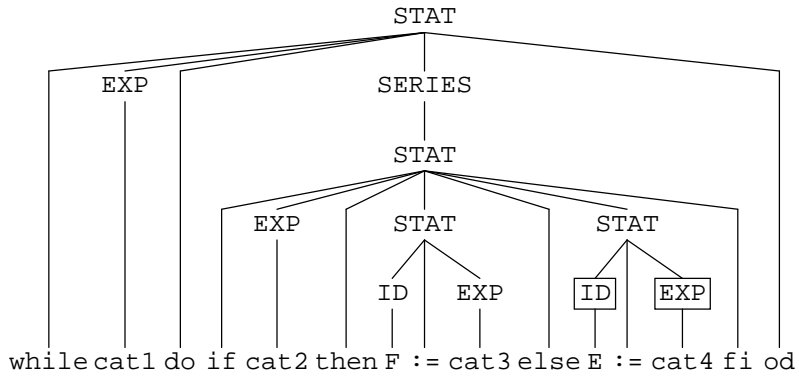 STAT
EXP SERIES
STAT
EXP STAT STAT
ID EXP ID EXP
while cat1 do if cat2 then F := cat3 else E := cat4 fi od